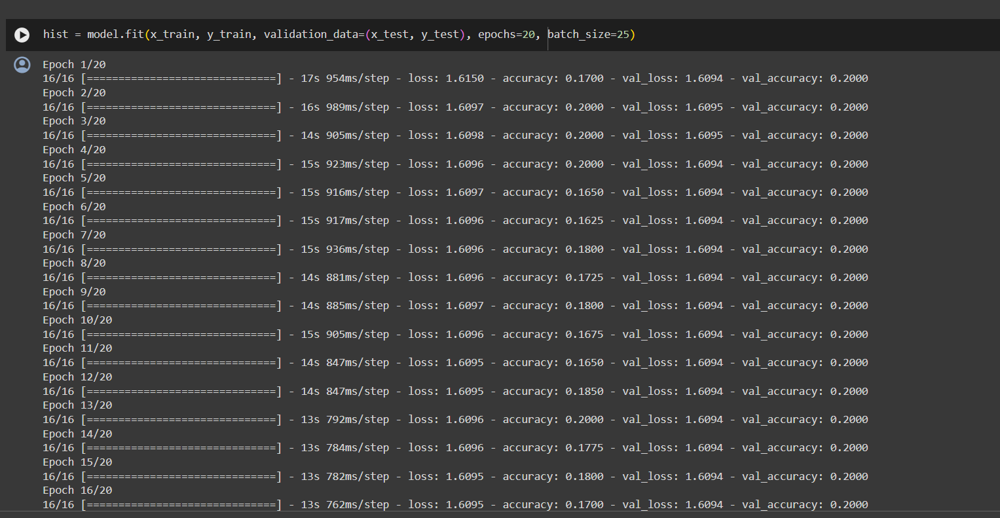 hist = model.fit(x_train, y_train, validation_data=(x_test, y_test), epochs=20, batch_size=25)
Epoch 1/20
16/16 [==============================] - 17s 954ms/step - loss: 1.6150 - accuracy: 0.1700 - val_loss: 1.6094 - val_accuracy: 0.2000
Epoch 2/20
16/16 [==============================] - 16s 989ms/step - loss: 1.6097 - accuracy: 0.2000 - val_loss: 1.6095 - val_accuracy: 0.2000
Epoch 3/20
16/16 [==============================] - 14s 905ms/step - loss: 1.6098 - accuracy: 0.2000 - val_loss: 1.6095 - val_accuracy: 0.2000
Epoch 4/20
16/16 [==============================] - 15s 923ms/step - loss: 1.6096 - accuracy: 0.2000 - val_loss: 1.6094 - val_accuracy: 0.2000
Epoch 5/20
16/16 [==============================] - 15s 916ms/step - loss: 1.6097 - accuracy: 0.1650 - val_loss: 1.6094 - val_accuracy: 0.2000
Epoch 6/20
16/16 [==============================] - 15s 917ms/step - loss: 1.6096 - accuracy: 0.1625 - val_loss: 1.6094 - val_accuracy: 0.2000
Epoch 7/20
16/16 [==============================] - 15s 936ms/step - loss: 1.6096 - accuracy: 0.1800 - val_loss: 1.6094 - val_accuracy: 0.2000
Epoch 8/20
16/16 [==============================] - 14s 881ms/step - loss: 1.6096 - accuracy: 0.1725 - val_loss: 1.6094 - val_accuracy: 0.2000
Epoch 9/20
16/16 [==============================] - 14s 885ms/step - loss: 1.6097 - accuracy: 0.1800 - val_loss: 1.6094 - val_accuracy: 0.2000
Epoch 10/20
16/16 [==============================] - 15s 905ms/step - loss: 1.6096 - accuracy: 0.1675 - val_loss: 1.6094 - val_accuracy: 0.2000
Epoch 11/20
16/16 [==============================] - 14s 847ms/step - loss: 1.6095 - accuracy: 0.1650 - val_loss: 1.6094 - val_accuracy: 0.2000
Epoch 12/20
16/16 [==============================] - 14s 847ms/step - loss: 1.6095 - accuracy: 0.1850 - val_loss: 1.6094 - val_accuracy: 0.2000
Epoch 13/20
16/16 [==============================] - 13s 792ms/step - loss: 1.6096 - accuracy: 0.2000 - val_loss: 1.6094 - val_accuracy: 0.2000
Epoch 14/20
16/16 [==============================] - 13s 784ms/step - loss: 1.6096 - accuracy: 0.1775 - val_loss: 1.6094 - val_accuracy: 0.2000
Epoch 15/20
16/16 [==============================] - 13s 782ms/step - loss: 1.6095 - accuracy: 0.1800 - val_loss: 1.6094 - val_accuracy: 0.2000
Epoch 16/20
16/16 [==============================] - 13s 762ms/step - loss: 1.6095 - accuracy: 0.1700 - val_loss: 1.6094 - val_accuracy: 0.2000